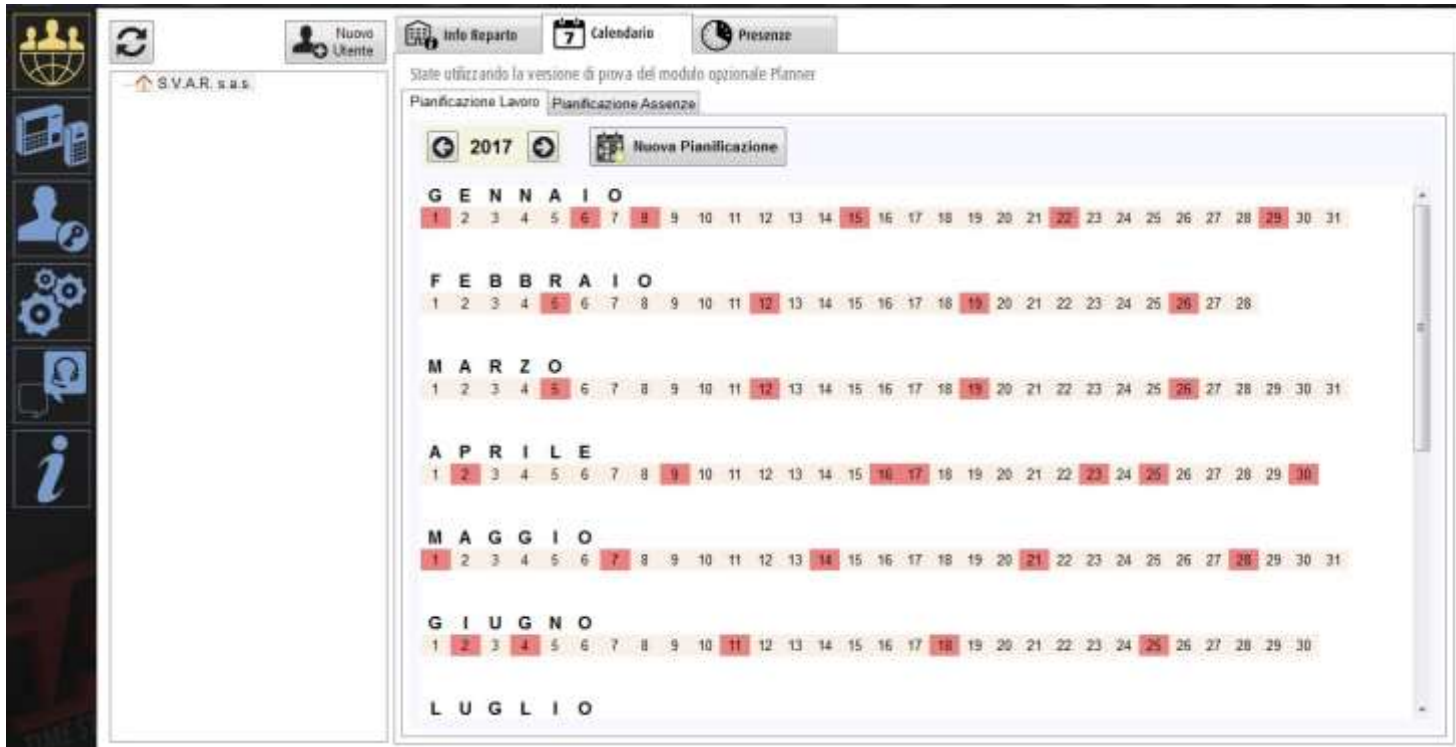 Nuovo
Utente
S.V.A.R. s.a.s.
Info Reparto
7 Calendario
Presenze
State utilizzando la versione di prova del modulo opzionale Planner
Pianificazione Lavoro Pianificazione Assenze
2017 Nuova Pianificazione
GENNAIO
1 2 3 4 5 6 7 8 9 10 11 12 13 14 15 16 17 18 19 20 21 22 23 24 25 26 27 28 29 30 31
FEBBRAIO
1 2 3 4 5 6 7 8 9 10 11 12 13 14 15 16 17 18 19 20 21 22 23 24 25 26 27 28
MARZO
1 2 3 4 5 6 7 8 9 10 11 12 13 14 15 16 17 18 19 20 21 22 23 24 25 26 27 28 29 30 31
APRILE
1 2 3 4 5 6 7 8 9 10 11 12 13 14 15 16 17 18 19 20 21 22 23 24 25 26 27 28 29 30
MAGGIO
1 2 3 4 5 6 7 8 9 10 11 12 13 14 15 16 17 18 19 20 21 22 23 24 25 26 27 28 29 30 31
GIUGNO
1 2 3 4 5 6 7 8 9 10 11 12 13 14 15 16 17 18 19 20 21 22 23 24 25 26 27 28 29 30
LUGLIO